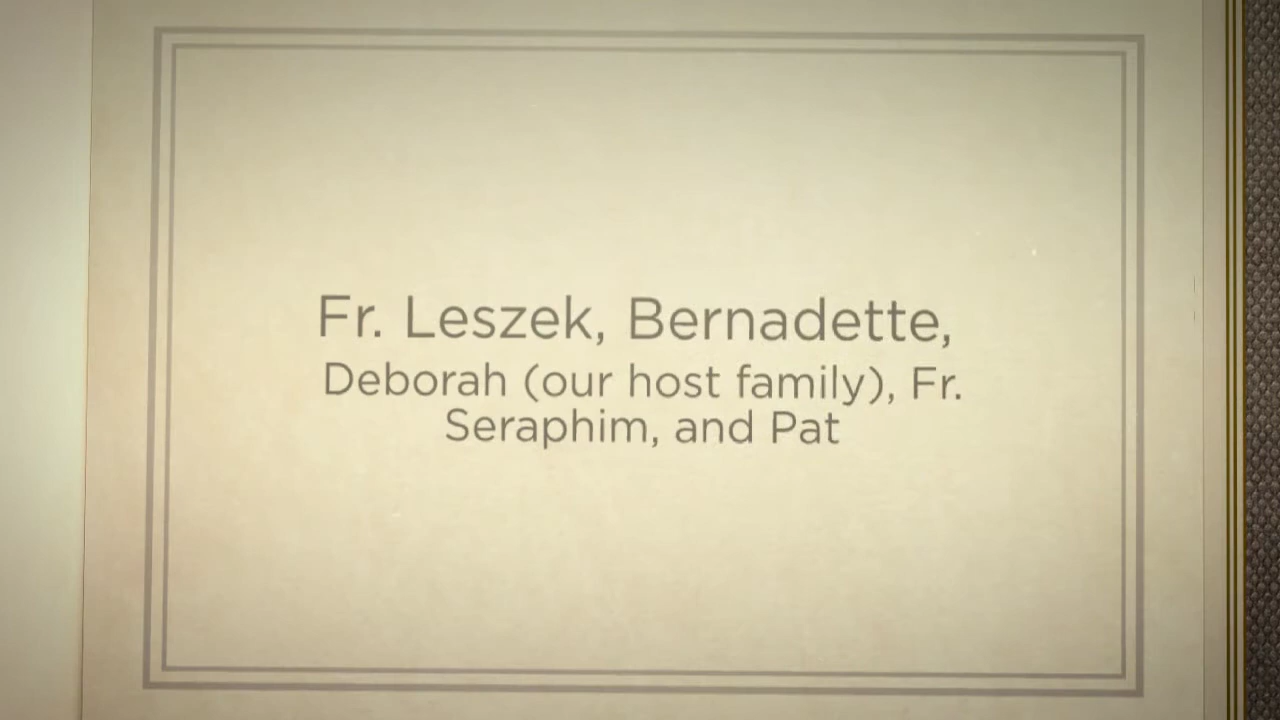 Fr. Leszek, Bernadette,
Deborah (our host family), Fr.
Seraphim, and Pat